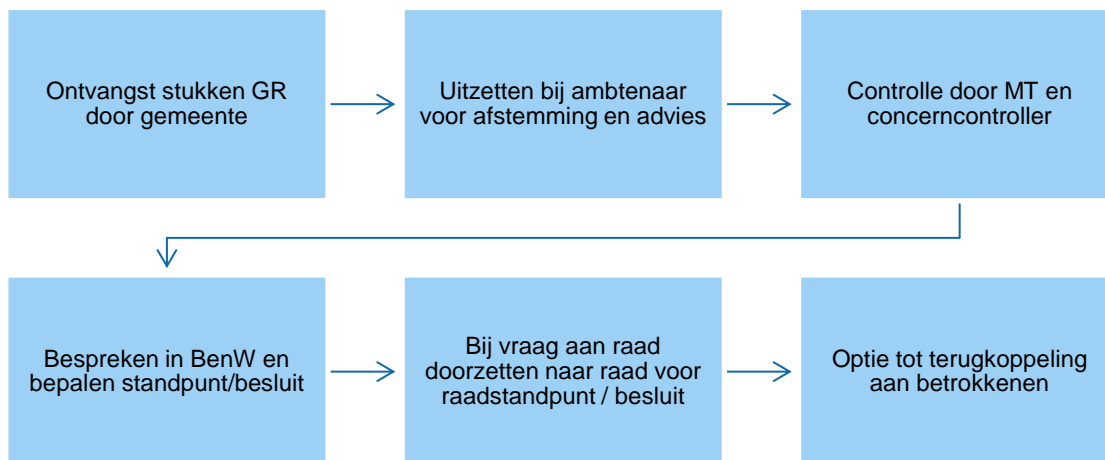 Ontvangst stukken GR
door gemeente
Uitzetten bij ambtenaar
voor afstemming en advies
Controlle door MT en
concerncontroller
Bespreken in BenW en
bepalen standpunt/besluit
Bij vraag aan raad
doorzetten naar raad voor
raadstandpunt / besluit
Optie tot terugkoppeling
aan betrokkenen